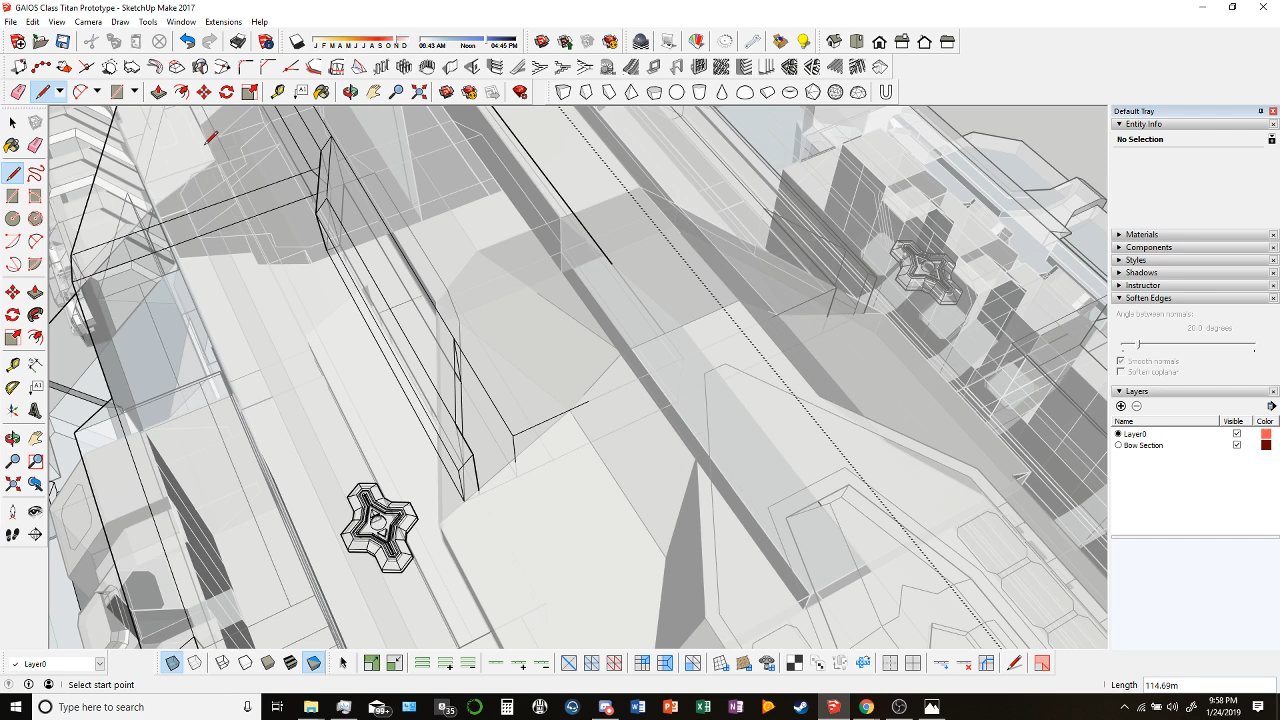 GAIOS Class Titan Prototype - SketchUp Make 2017
File Edit View Camera Draw Tools Window Extensions Help
J F M A M J J A S O N D
Noon 04:45 PM
Default Tray
Entity Info
No Selection
Materials
Components
Styles
Shadows
Instructor
Soften Edges
Angle between normals:
20.0 degrees
Smooth normals
Soften coplanar
Layers
Name Visible Color
Layer0
Bow Section
Layer0
Select start point
Length 114.69m
Type here to search
99+
35
9:58 PM
1/24/2019